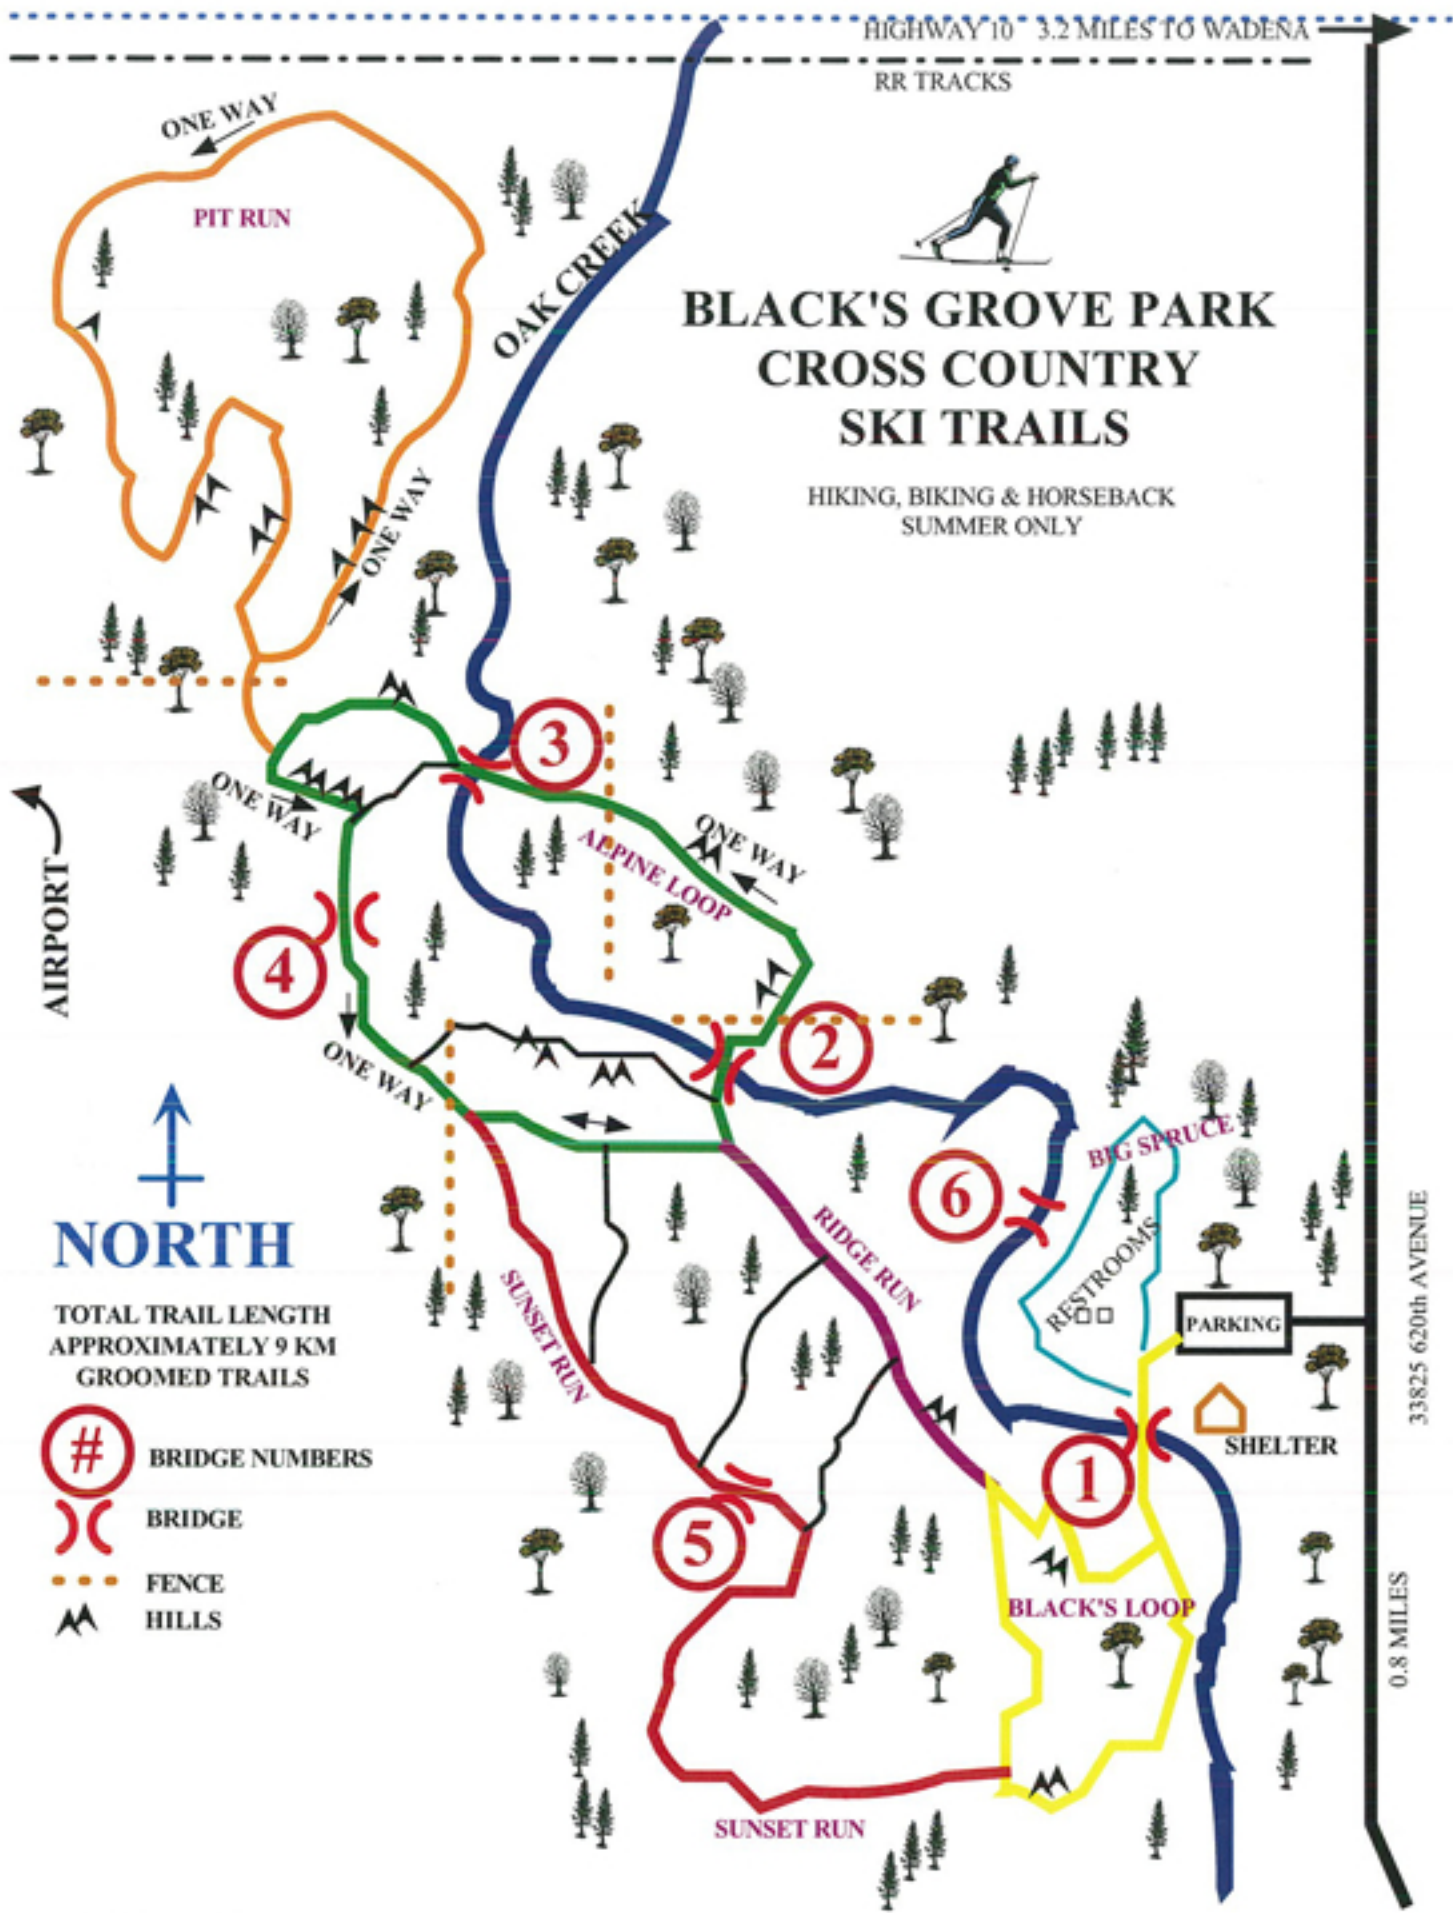 HIGHWAY 10 3.2 MILES TO WADENA
RR TRACKS
ONE WAY
PIT RUN
OAK CREEK
BLACK'S GROVE PARK
CROSS COUNTRY
SKI TRAILS
HIKING, BIKING & HORSEBACK
SUMMER ONLY
ONE WAY
3
ONE WAY
ONE WAY
ALPINE LOOP
AIRPORT
4
2
ONE WAY
BIG SPRUCE
6
NORTH
RIDGE RUN
RESTROOMS
33825 620th AVENUE
TOTAL TRAIL LENGTH
APPROXIMATELY 9 KM
GROOMED TRAILS
SUNSET RUN
PARKING
SHELTER
# BRIDGE NUMBERS
1
BRIDGE
5
FENCE
HILLS
BLACK'S LOOP
0.8 MILES
SUNSET RUN